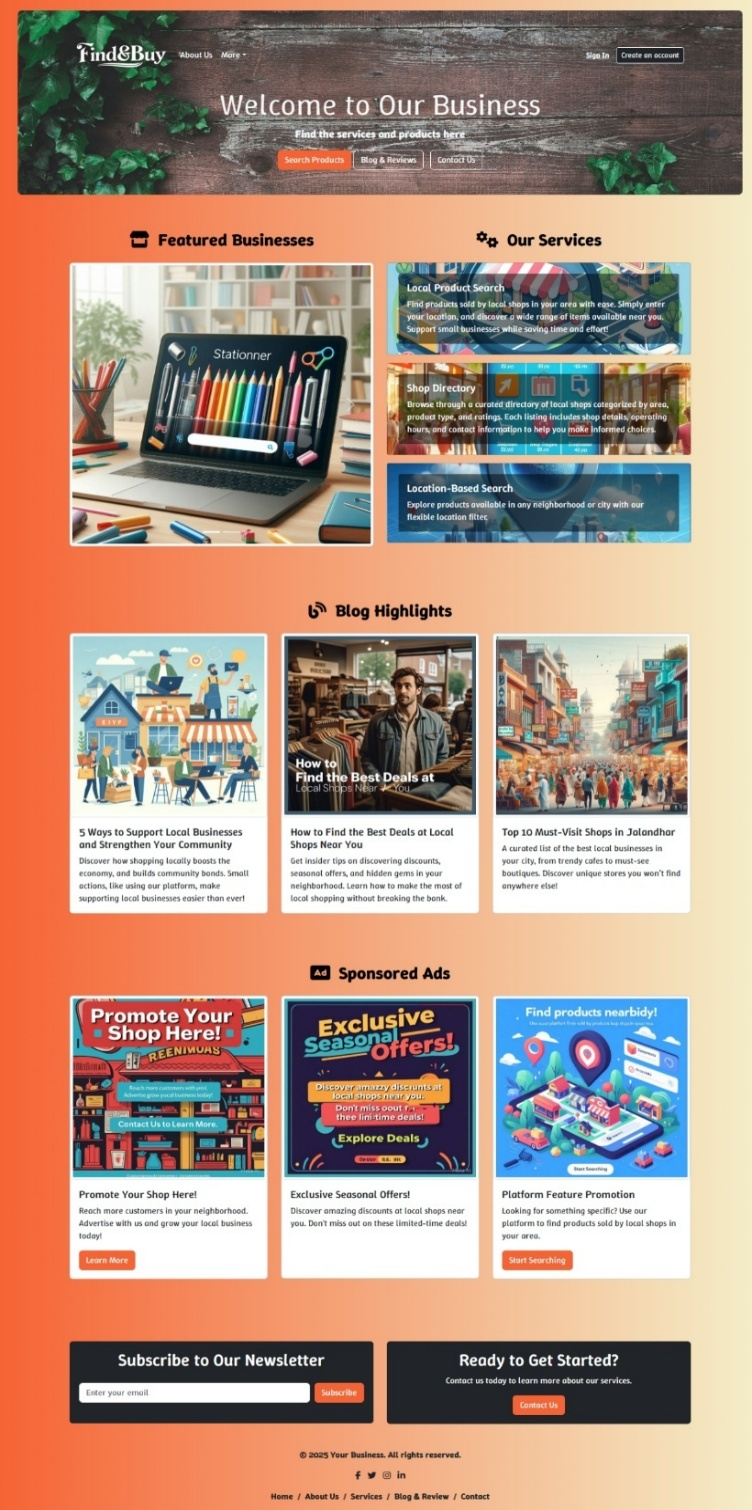 Find&Buy
About Us
More
Sign In
Create an account
Welcome to Our Business
Find the services and products here
Search Products
Blog & Reviews
Contact Us
Featured Businesses
Stationner
Our Services
Local Product Search
Find products sold by local shops in your area with ease. Simply enter
your location, and discover a wide range of items available near you.
Support small businesses while saving time and effort!
Shop Directory
Browse through a curated directory of local shops categorized by area,
product type, and ratings. Each listing includes shop details, operating
hours, and contact information to help you make informed choices.
Location-Based Search
Explore products available in any neighborhood or city with our
flexible location filter.
Blog Highlights
5 Ways to Support Local Businesses
and Strengthen Your Community
Discover how shopping locally boosts the
economy, and builds community bonds. Small
actions, like using our platform, make
supporting local businesses easier than ever!
How to
Find the Best Deals at
Local Shops Near You
How to Find the Best Deals at Local
Shops Near You
Get insider tips on discovering discounts,
seasonal offers, and hidden gems in your
neighborhood. Learn how to make the most of
local shopping without breaking the bank.
Top 10 Must-Visit Shops in Jalandhar
A curated list of the best local businesses in
your city, from trendy cafes to must-see
boutiques. Discover unique stores you won't find
anywhere else!
Ad
Sponsored Ads
Promote Your
Shop Here!
REENIMOAS
Contact Us to Learn More.
Promote Your Shop Here!
Reach more customers in your neighborhood.
Advertise with us and grow your local business
today!
Learn More
Exclusive
Seasonal
Offers!
Discover amazzy discrunts at
local shops near you.
Don't miss oout
thee lini-time deals!
Explore Deals
Exclusive Seasonal Offers!
Discover amazing discounts at local shops near
you. Don't miss out on these limited-time deals!
Find products nearbidy!
Start Searching
Platform Feature Promotion
Looking for something specific? Use our
platform to find products sold by local shops in
your area.
Start Searching
Subscribe to Our Newsletter
Enter your email
Subscribe
Ready to Get Started?
Contact us today to learn more about our services.
Contact Us
© 2025 Your Business. All rights reserved.
Home / About Us / Services / Blog & Review / Contact